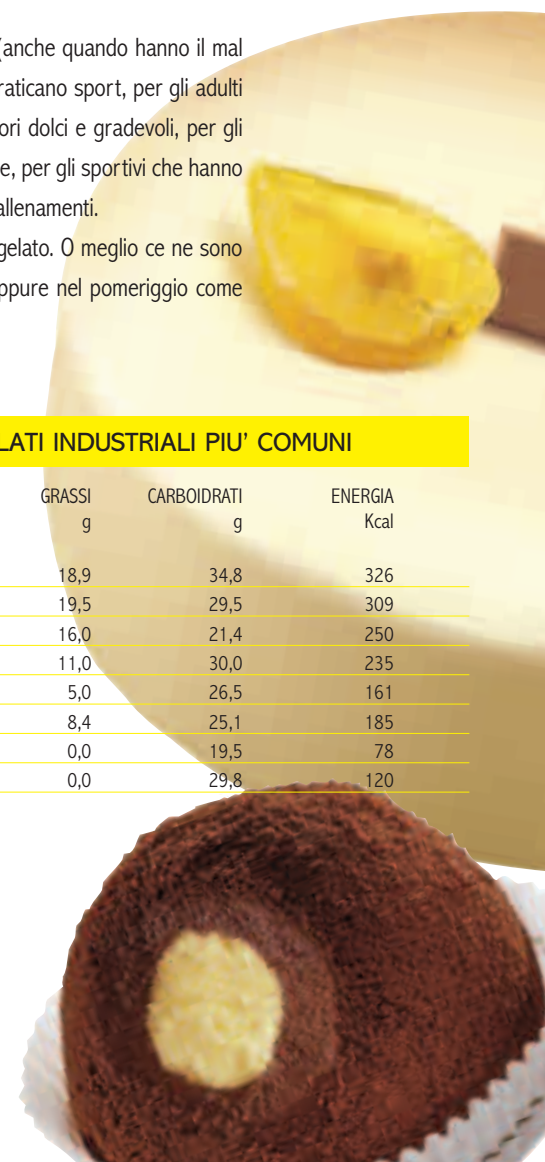 (anche quando hanno il mal
raticano sport, per gli adulti
ori dolci e gradevoli, per gli
e, per gli sportivi che hanno
allenamenti.
gelato. O meglio ce ne sono
ppure nel pomeriggio come
LATI INDUSTRIALI PIU' COMUNI
GRASSI CARBOIDRATI ENERGIA
g g Kcal
18,9 34,8 326
19,5 29,5 309
16,0 21,4 250
11,0 30,0 235
5,0 26,5 161
8,4 25,1 185
0,0 19,5 78
0,0 29,8 120